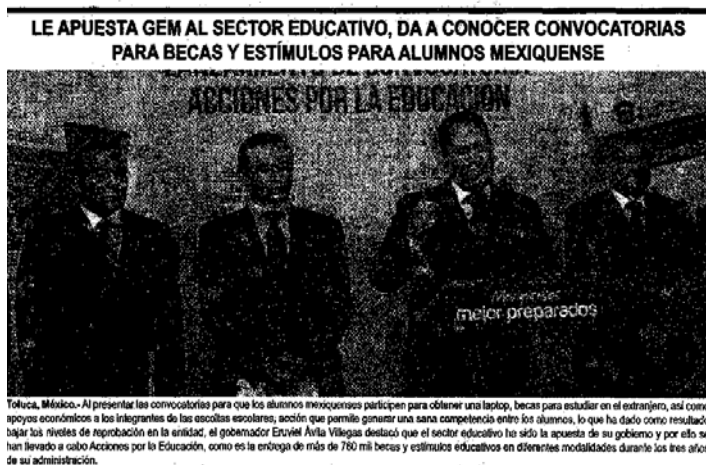 LE APUESTA GEM AL SECTOR EDUCATIVO, DA A CONOCER CONVOCATORIAS
PARA BECAS Y ESTÍMULOS PARA ALUMNOS MEXIQUENSE
LANZAMIENTO DE CONVOCATORIA
ACCIONES POR LA EDUCACIÓN
mejor preparados
Toluca, México.- Al presentar las convocatorias para que los alumnos mexiquenses participen para obtener una laptop, becas para estudiar en el extranjero, así como
apoyos económicos a los integrantes de las escoltas escolares, acción que permite generar una sana competencia entre los alumnos, lo que ha dado como resultado
bajar los niveles de reprobación en la entidad, el gobernador Eruviel Ávila Villegas destacó que el sector educativo ha sido la apuesta de su gobierno y por ello se
han llevado a cabo Acciones por la Educación, como es la entrega de más de 760 mil becas y estímulos educativos en diferentes modalidades durante los tres años
de su administración.